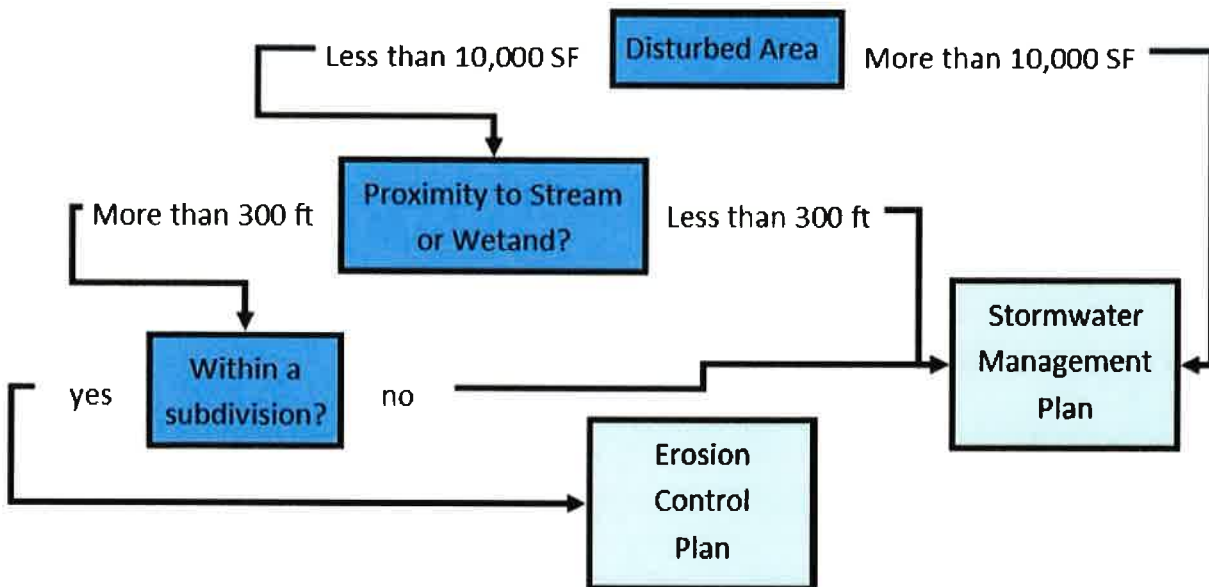 Less than 10,000 SF
Disturbed Area
More than 10,000 SF
Proximity to Stream
or Wetand?
More than 300 ft
Less than 300 ft
Within a
subdivision?
yes
no
Stormwater
Management
Plan
Erosion
Control
Plan